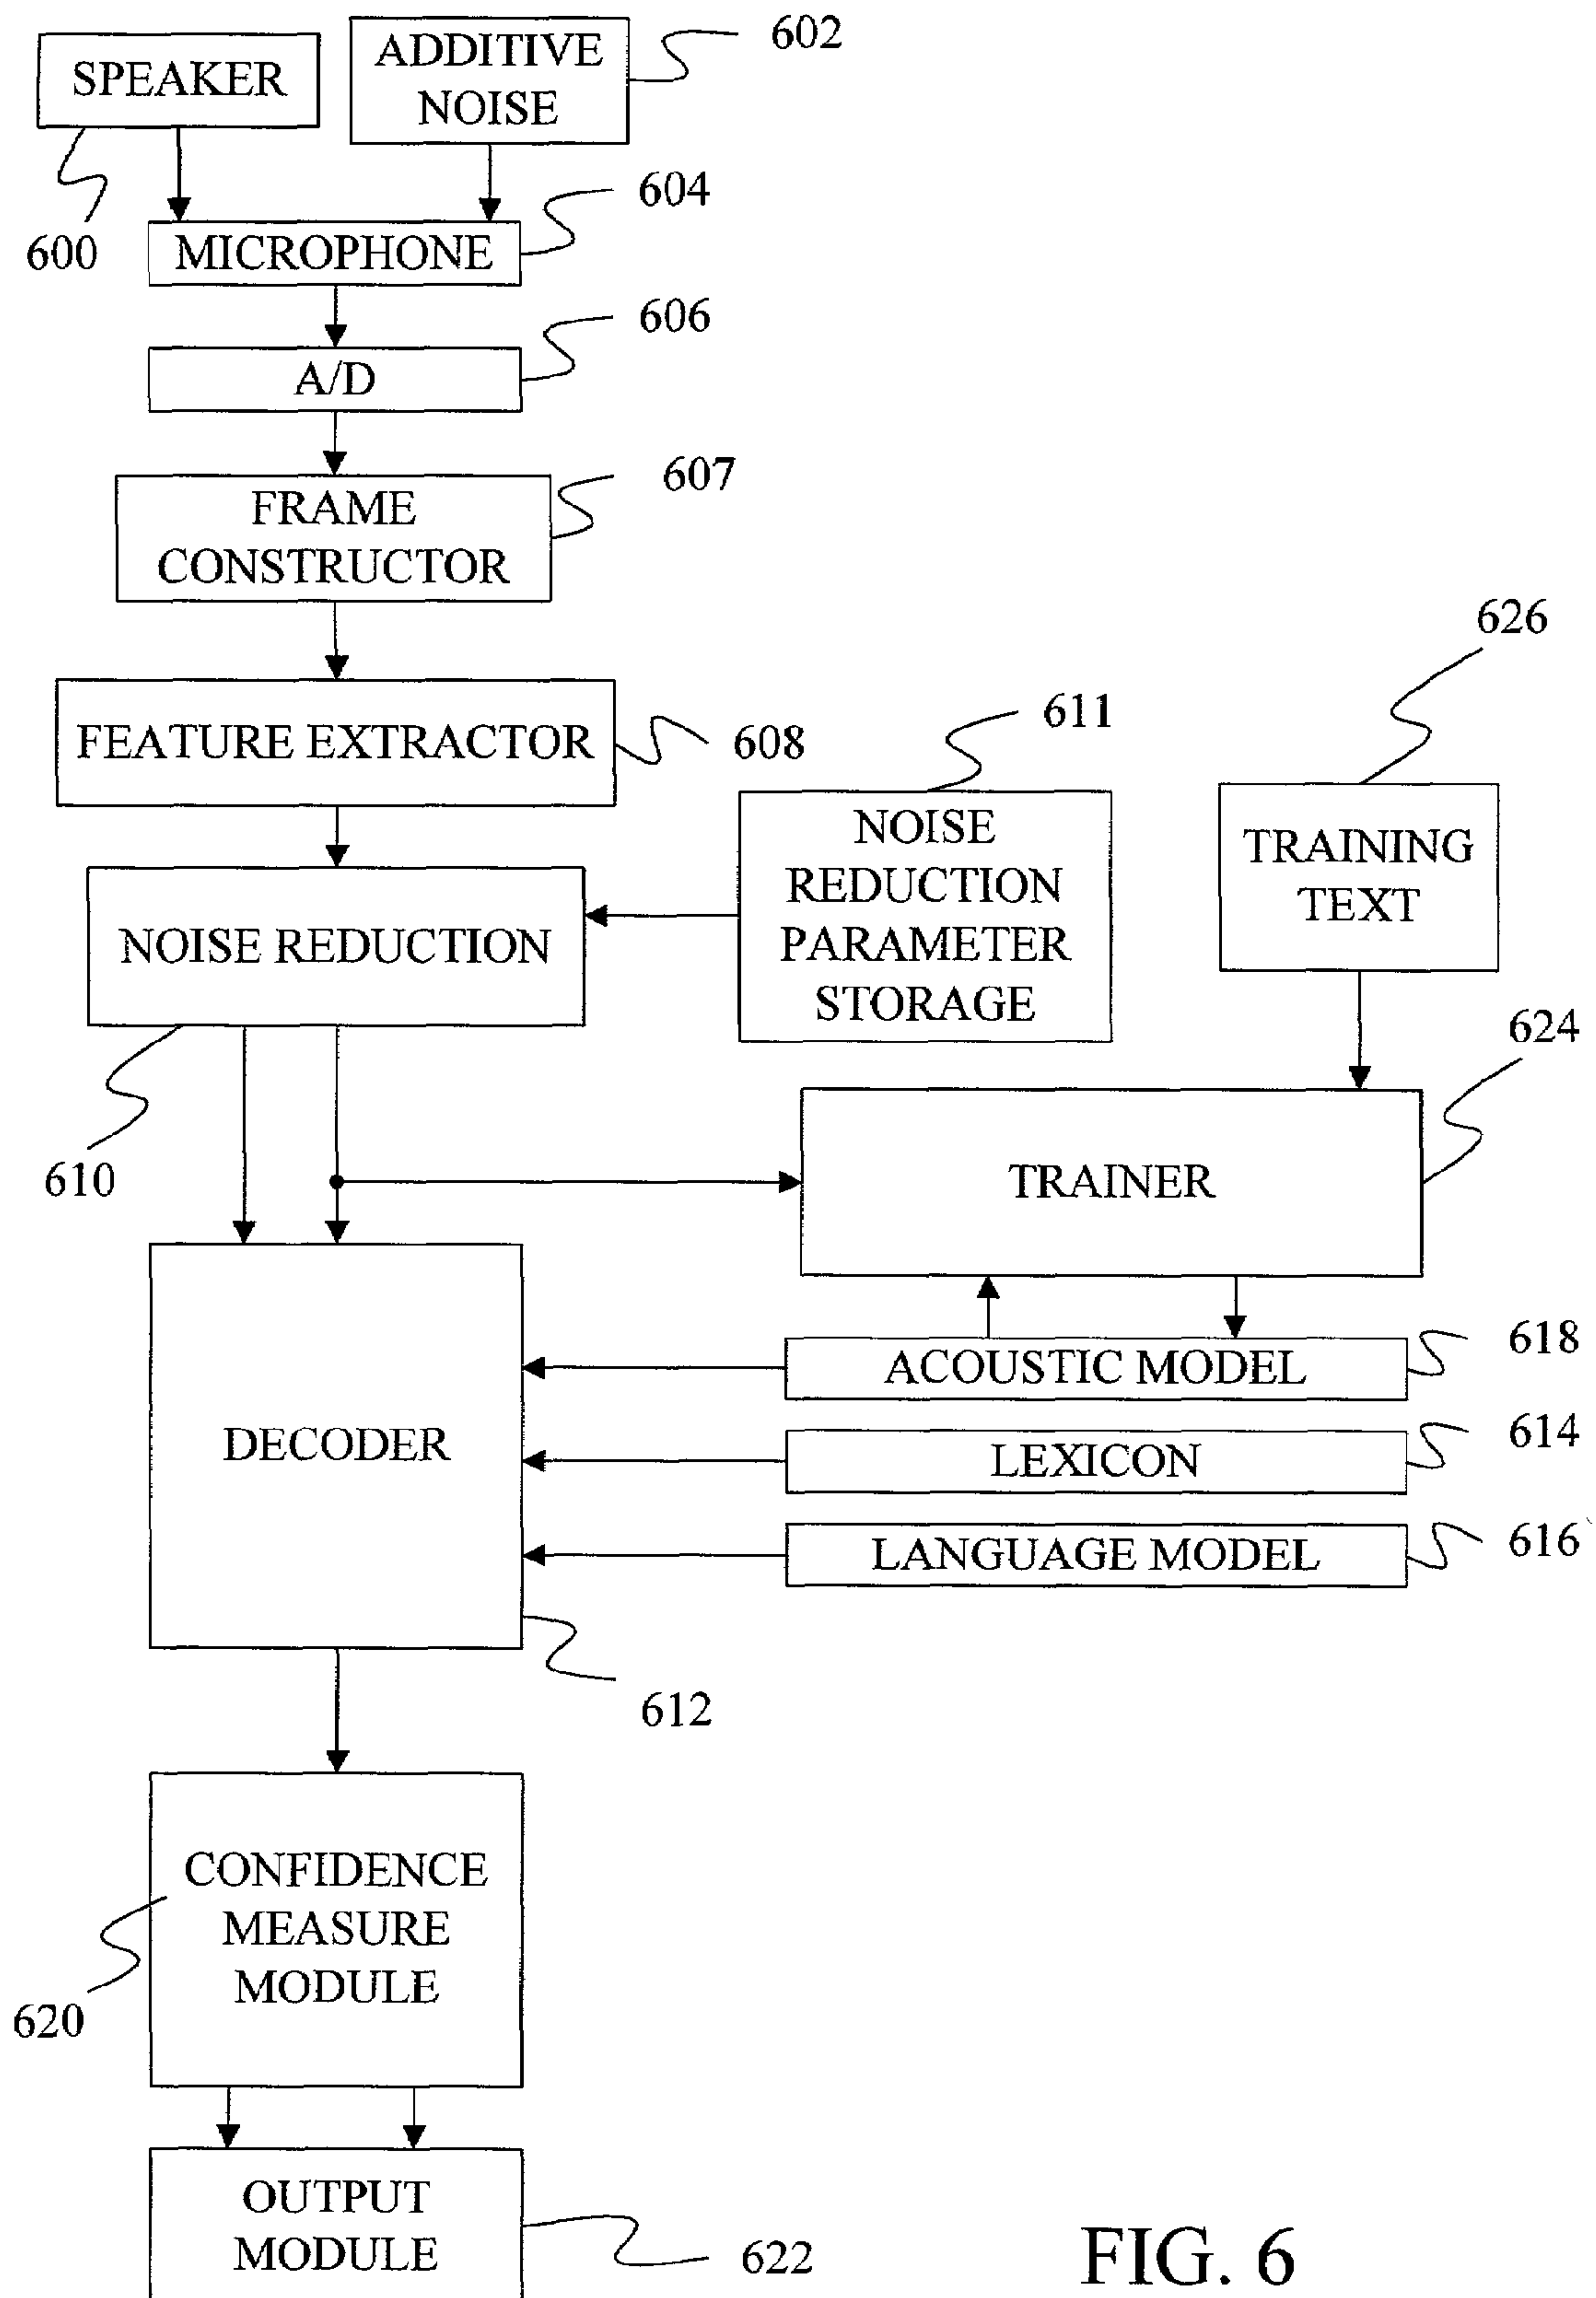 SPEAKER
ADDITIVE
NOISE
602
600
604
MICROPHONE
606
A/D
607
FRAME
CONSTRUCTOR
626
FEATURE EXTRACTOR
608
611
NOISE
REDUCTION
PARAMETER
STORAGE
TRAINING
TEXT
NOISE REDUCTION
610
624
TRAINER
DECODER
ACOUSTIC MODEL
618
LEXICON
614
LANGUAGE MODEL
616
612
CONFIDENCE
MEASURE
MODULE
620
OUTPUT
MODULE
622
FIG. 6